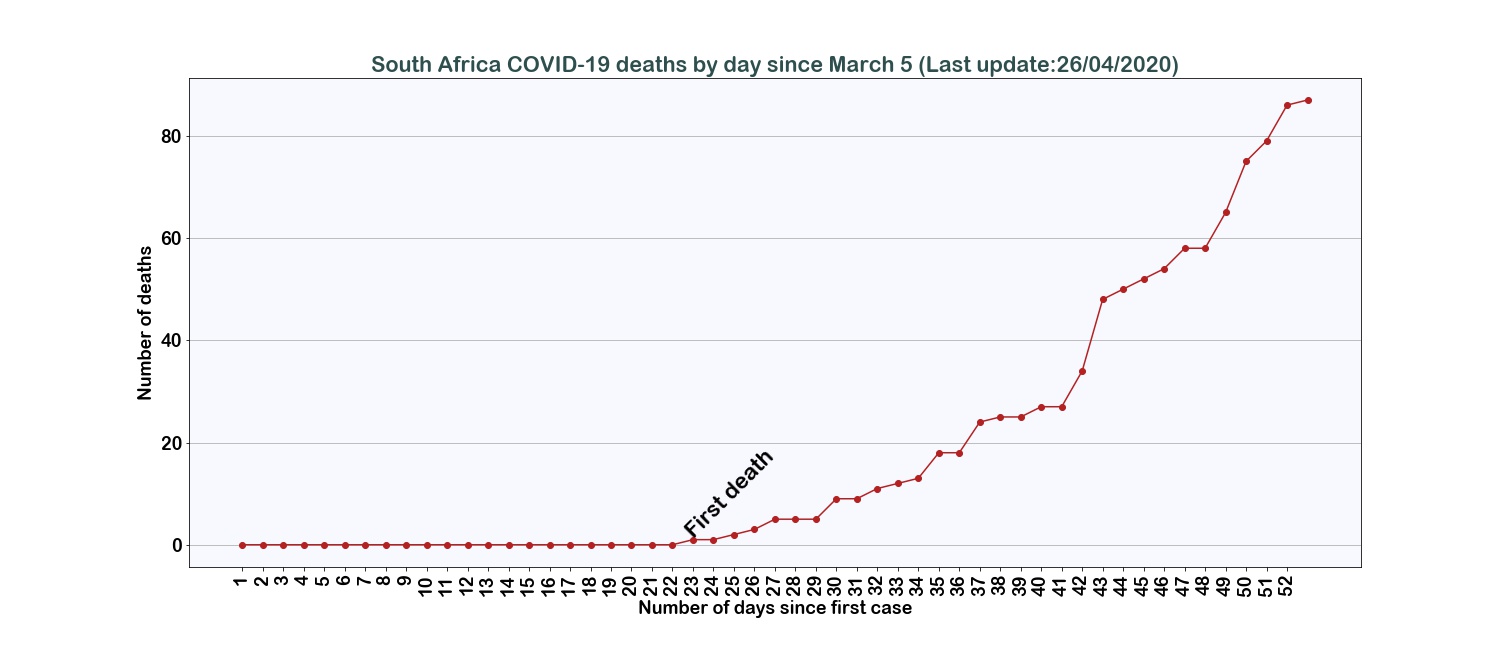 South Africa COVID-19 deaths by day since March 5 (Last update:26/04/2020)
80
60
40
20
0
Number of deaths
First death
1 2 3 4 5 6 7 8 9 10 11 12 13 14 15 16 17 18 19 20 21 22 23 24 25 26 27 28 29 30 31 32 33 34 35 36 37 38 39 40 41 42 43 44 45 46 47 48 49 50 51 52
Number of days since first case